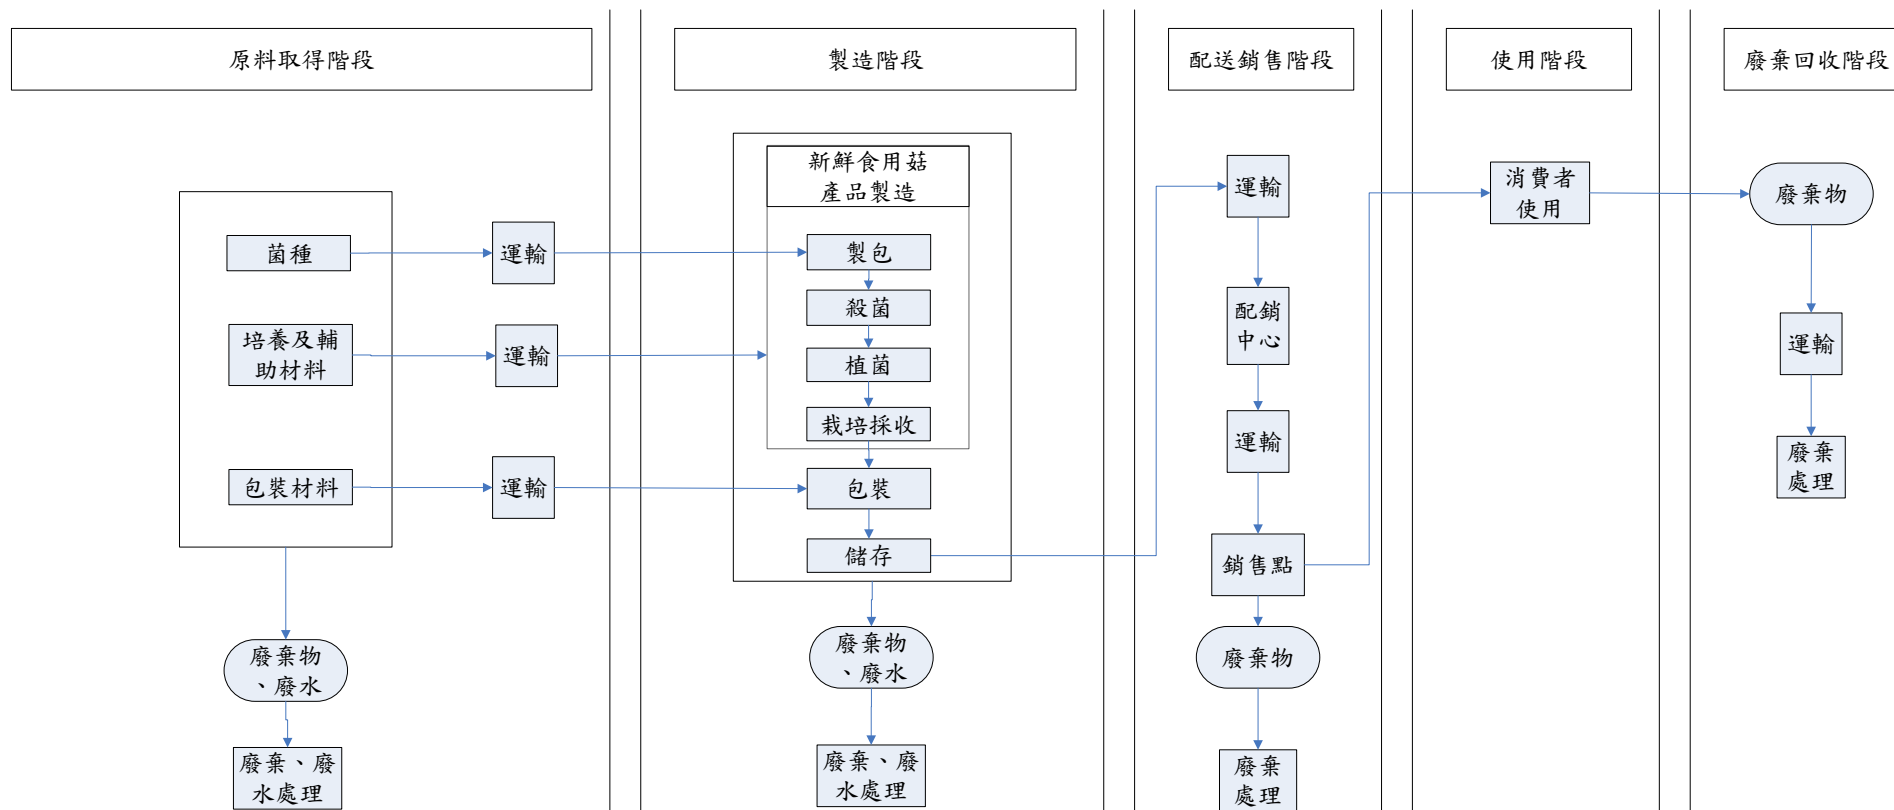 原料取得階段
製造階段
配送銷售階段
使用階段
廢棄回收階段
菌種
運輸
培養及輔
助材料
運輸
包裝材料
運輸
廢棄物
、廢水
廢棄、廢
水處理
新鮮食用菇
產品製造
製包
殺菌
植菌
栽培採收
包裝
儲存
廢棄物
、廢水
廢棄、廢
水處理
運輸
配銷
中心
運輸
銷售點
廢棄物
廢棄
處理
消費者
使用
廢棄物
運輸
廢棄
處理